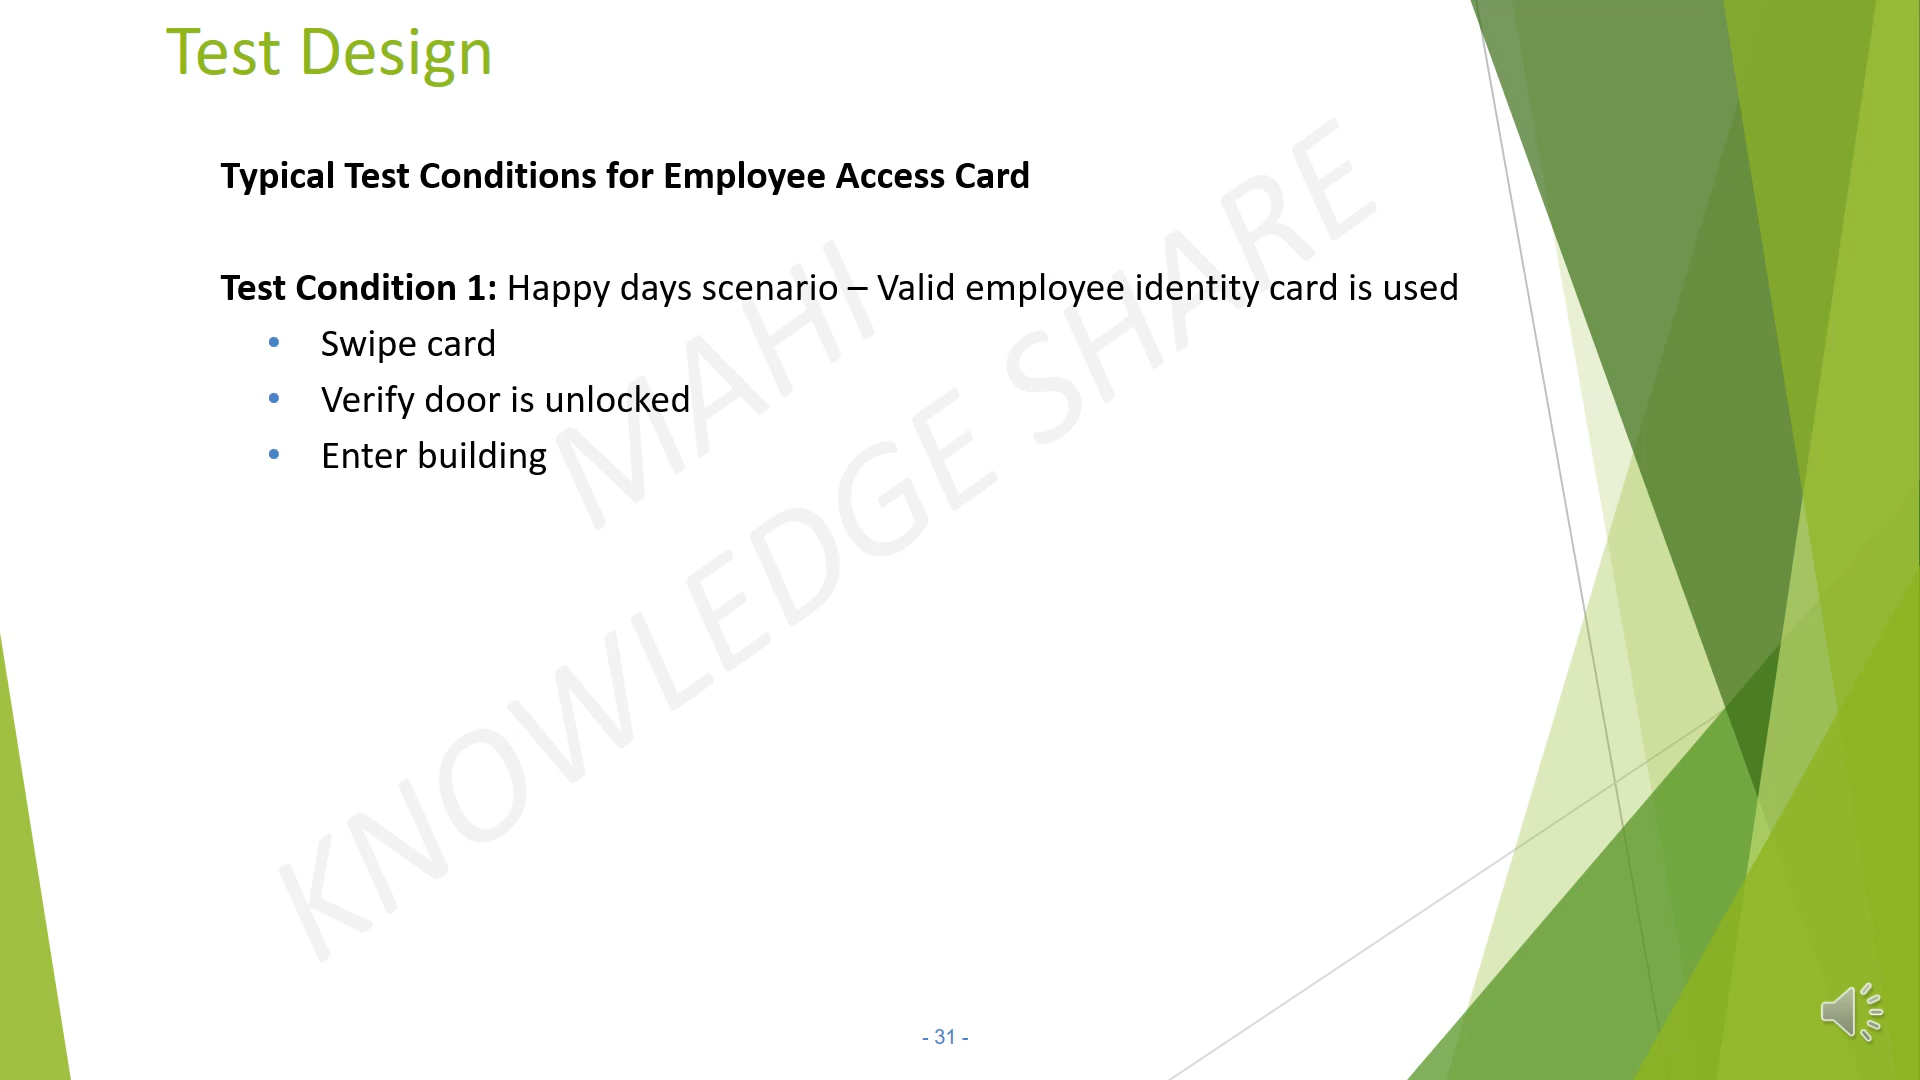 Test Design
Typical Test Conditions for Employee Access Card
Test Condition 1: Happy days scenario – Valid employee identity card is used
• Swipe card
• Verify door is unlocked
• Enter building
MAHI
KNOWLEDGE SHARE
- 31 -